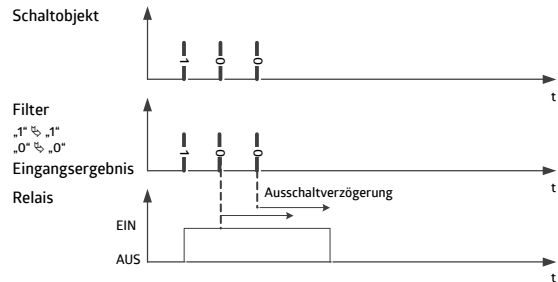 Schaltobjekt
1 0 0
t
Filter
„1“ ⇘ „1“
„0“ ⇘ „0“
Eingangsergebnis
1 0 0
t
Relais
Ausschaltverzögerung
EIN
AUS
t